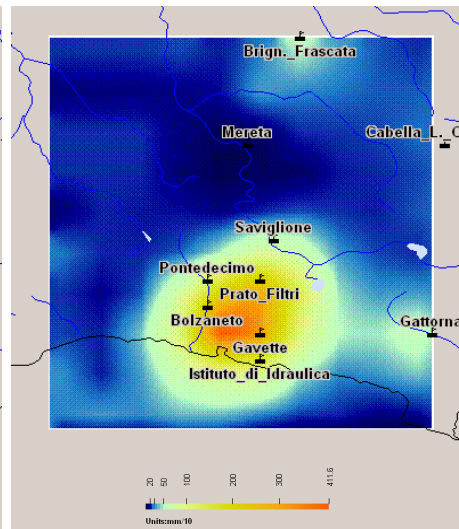 Brign._Frascata
Mereta
Cabella_L._C
Saviglione
Pontedecimo
Prato_Filtri
Bolzaneto
Gattorna
Gavette
Istituto_di_Idraulica
20 50 100 200 300 411.6
Units:mm/10